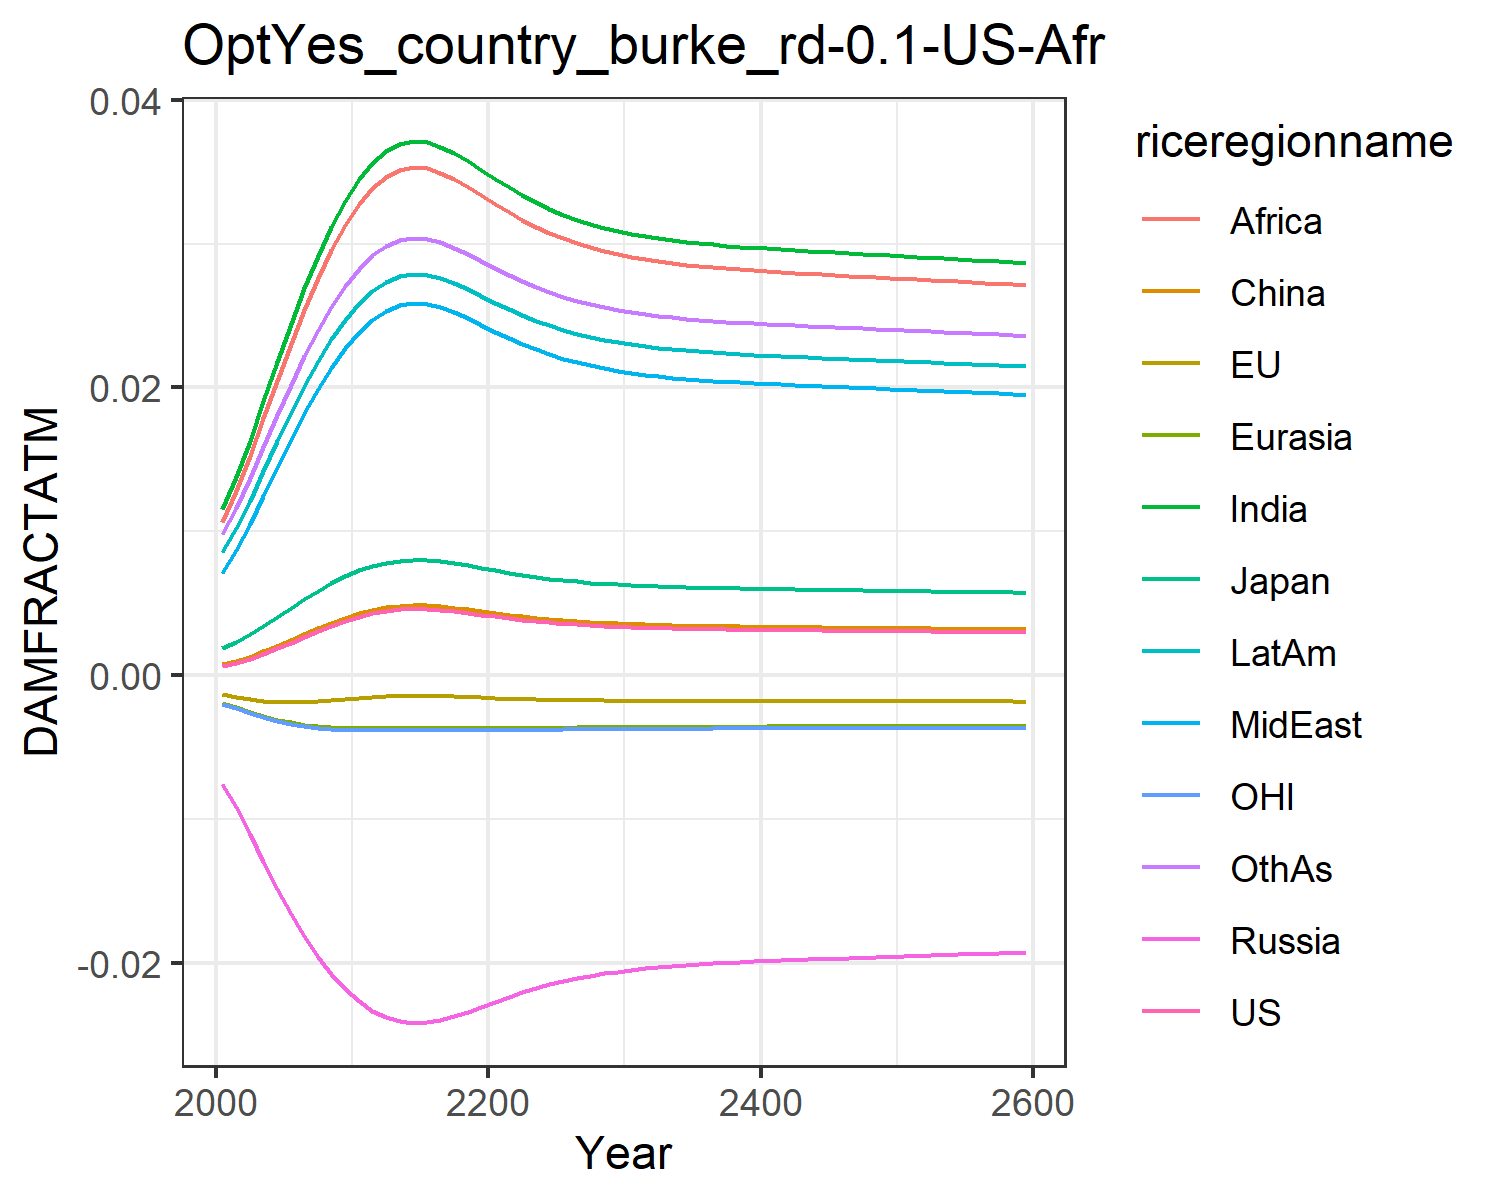 OptYes_country_burke_rd-0.1-US-Afr
0.04
0.02
0.00
-0.02
DAMFRACTATM
2000 2200 2400 2600
Year
riceregionname
Africa
China
EU
Eurasia
India
Japan
LatAm
MidEast
OHI
OthAs
Russia
US